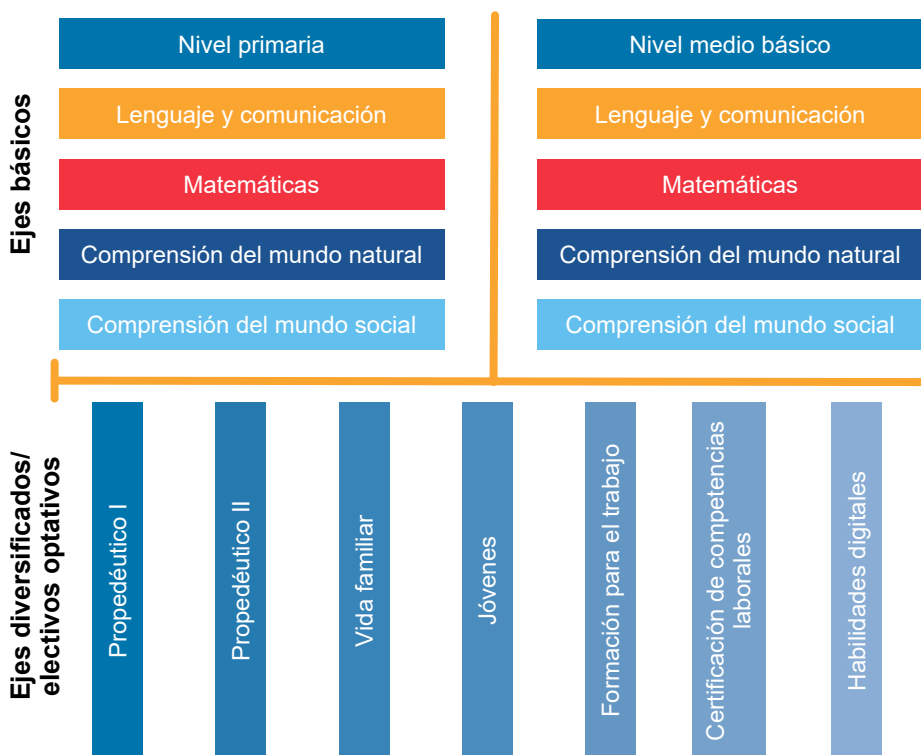 Ejes básicos
Nivel primaria
Lenguaje y comunicación
Matemáticas
Comprensión del mundo natural
Comprensión del mundo social
Nivel medio básico
Lenguaje y comunicación
Matemáticas
Comprensión del mundo natural
Comprensión del mundo social
Ejes diversificados/
electivos optativos
Propedéutico I
Propedéutico II
Vida familiar
Jóvenes
Formación para el trabajo
Certificación de competencias
laborales
Habilidades digitales